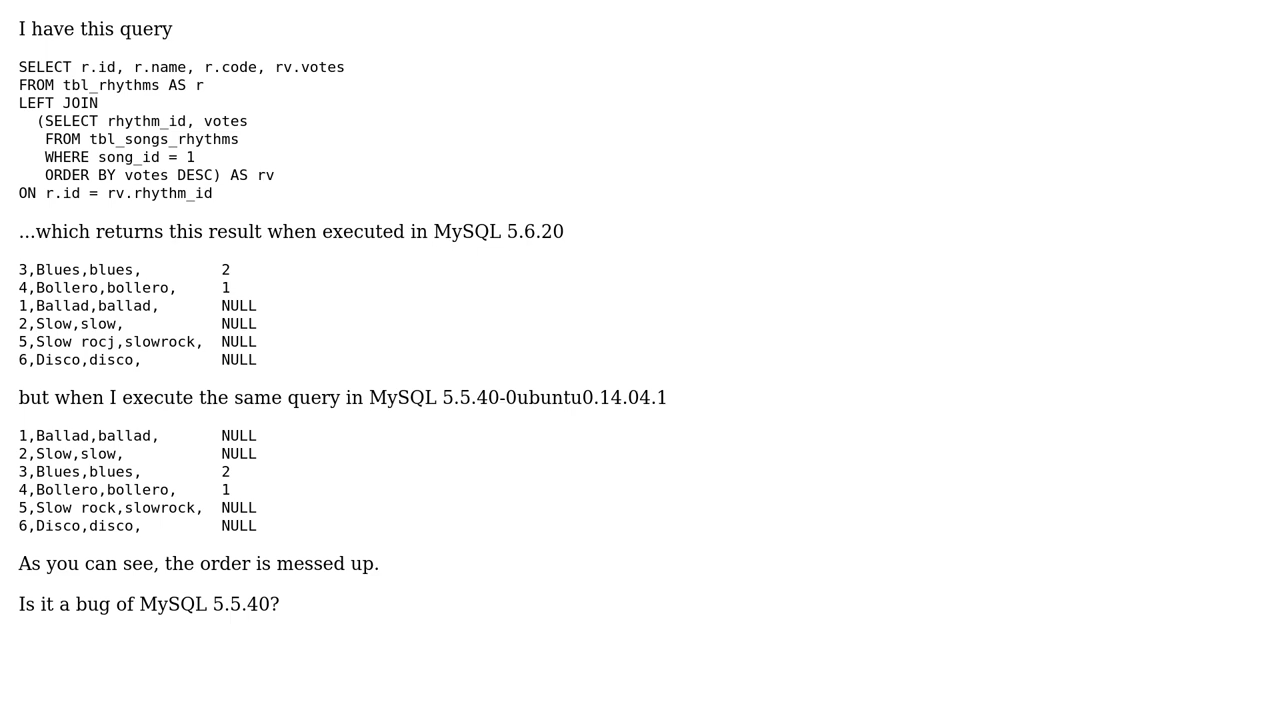 I have this query
SELECT r.id, r.name, r.code, rv.votes
FROM tbl_rhythms AS r
LEFT JOIN
  (SELECT rhythm_id, votes
   FROM tbl_songs_rhythms
   WHERE song_id = 1
   ORDER BY votes DESC) AS rv
ON r.id = rv.rhythm_id
...which returns this result when executed in MySQL 5.6.20
3,Blues,blues,         2
4,Bollero,bollero,     1
1,Ballad,ballad,       NULL
2,Slow,slow,           NULL
5,Slow rocj,slowrock,  NULL
6,Disco,disco,         NULL
but when I execute the same query in MySQL 5.5.40-0ubuntu0.14.04.1
1,Ballad,ballad,       NULL
2,Slow,slow,           NULL
3,Blues,blues,         2
4,Bollero,bollero,     1
5,Slow rock,slowrock,  NULL
6,Disco,disco,         NULL
As you can see, the order is messed up.
Is it a bug of MySQL 5.5.40?